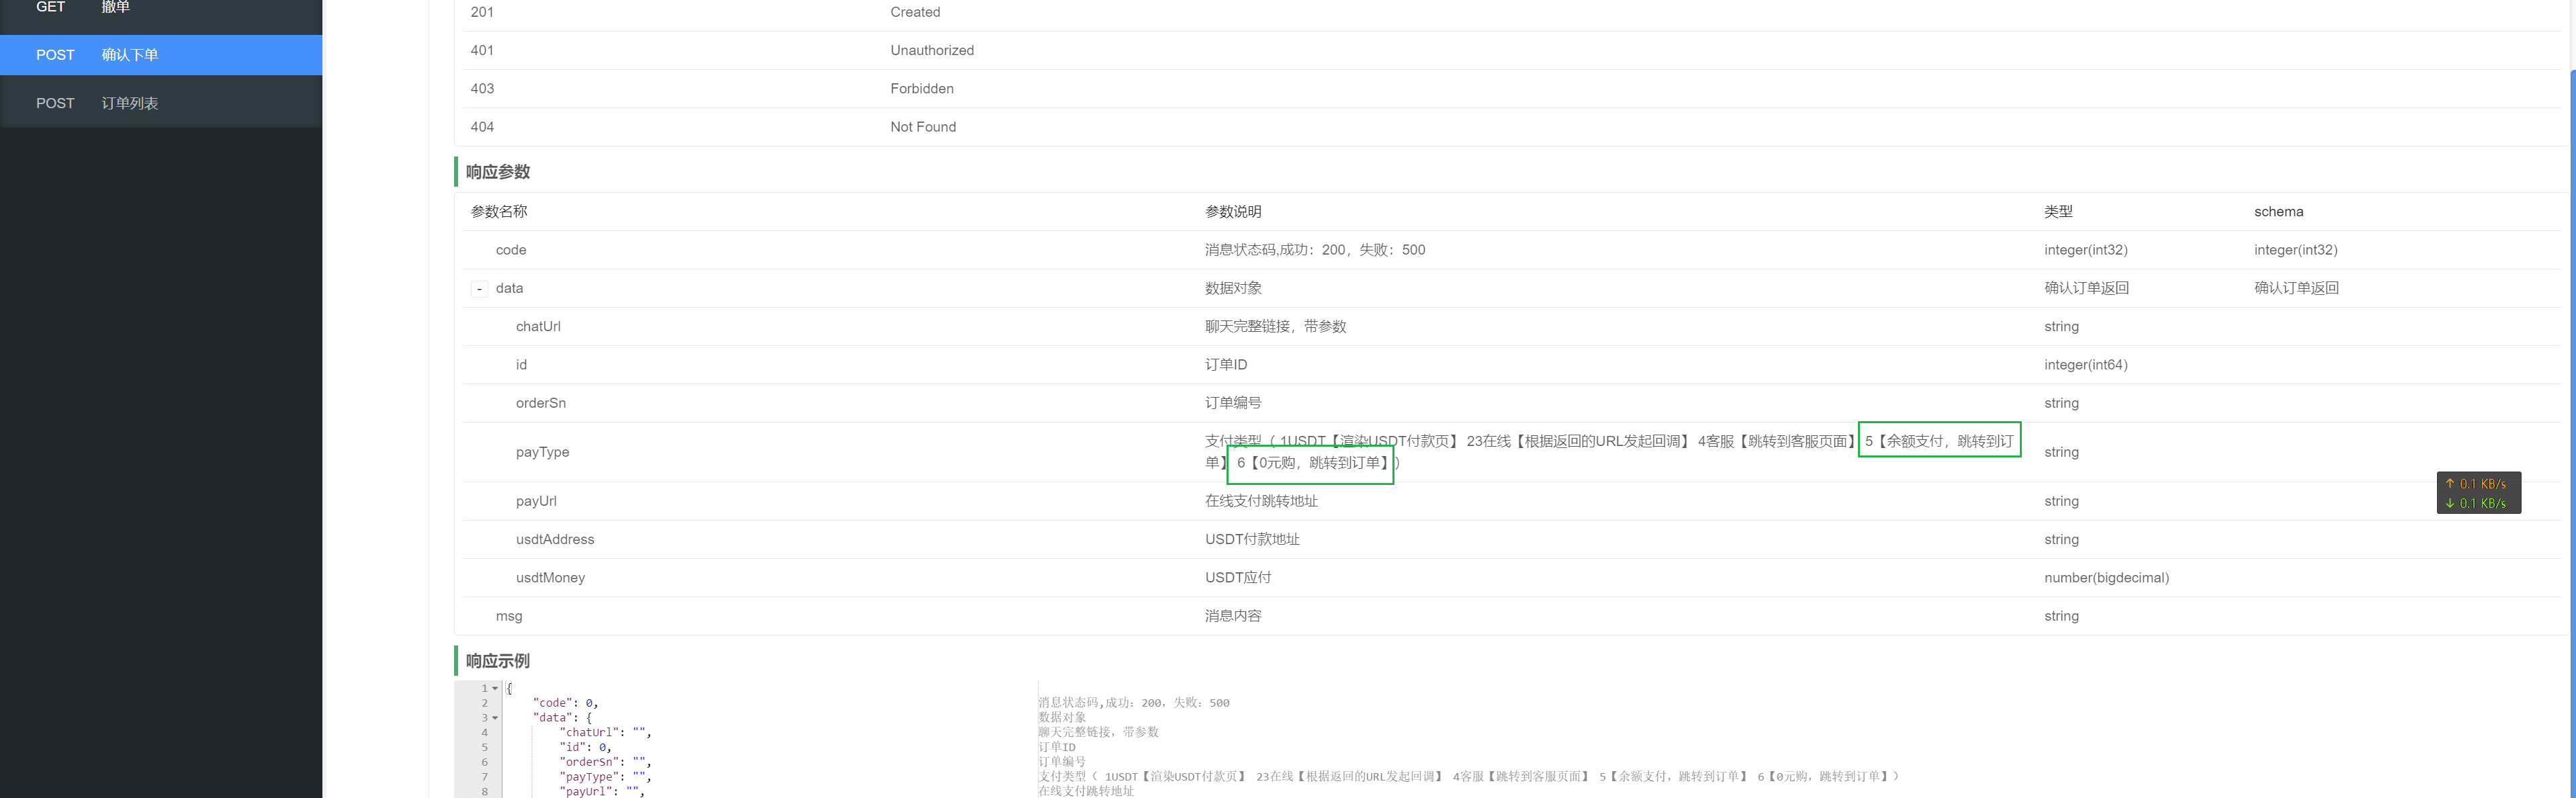 GET 撤单
POST 确认下单
POST 订单列表
201 Created
401 Unauthorized
403 Forbidden
404 Not Found
响应参数
参数名称 参数说明 类型 schema
code 消息状态码,成功：200，失败：500 integer(int32) integer(int32)
- data 数据对象 确认订单返回 确认订单返回
chatUrl 聊天完整链接，带参数 string
id 订单ID integer(int64)
orderSn 订单编号 string
payType 支付类型（ 1USDT【渲染USDT付款页】 23在线【根据返回的URL发起回调】 4客服【跳转到客服页面】 5【余额支付，跳转到订
单】 6【0元购，跳转到订单】） string
payUrl 在线支付跳转地址 string
↑ 0.1 KB/s
↓ 0.1 KB/s
usdtAddress USDT付款地址 string
usdtMoney USDT应付 number(bigdecimal)
msg 消息内容 string
响应示例
1 {
2 "code": 0, 消息状态码,成功：200，失败：500
3 "data": { 数据对象
4 "chatUrl": "", 聊天完整链接，带参数
5 "id": 0, 订单ID
6 "orderSn": "", 订单编号
7 "payType": "", 支付类型（ 1USDT【渲染USDT付款页】 23在线【根据返回的URL发起回调】 4客服【跳转到客服页面】 5【余额支付，跳转到订单】 6【0元购，跳转到订单】）
8 "payUrl": "", 在线支付跳转地址